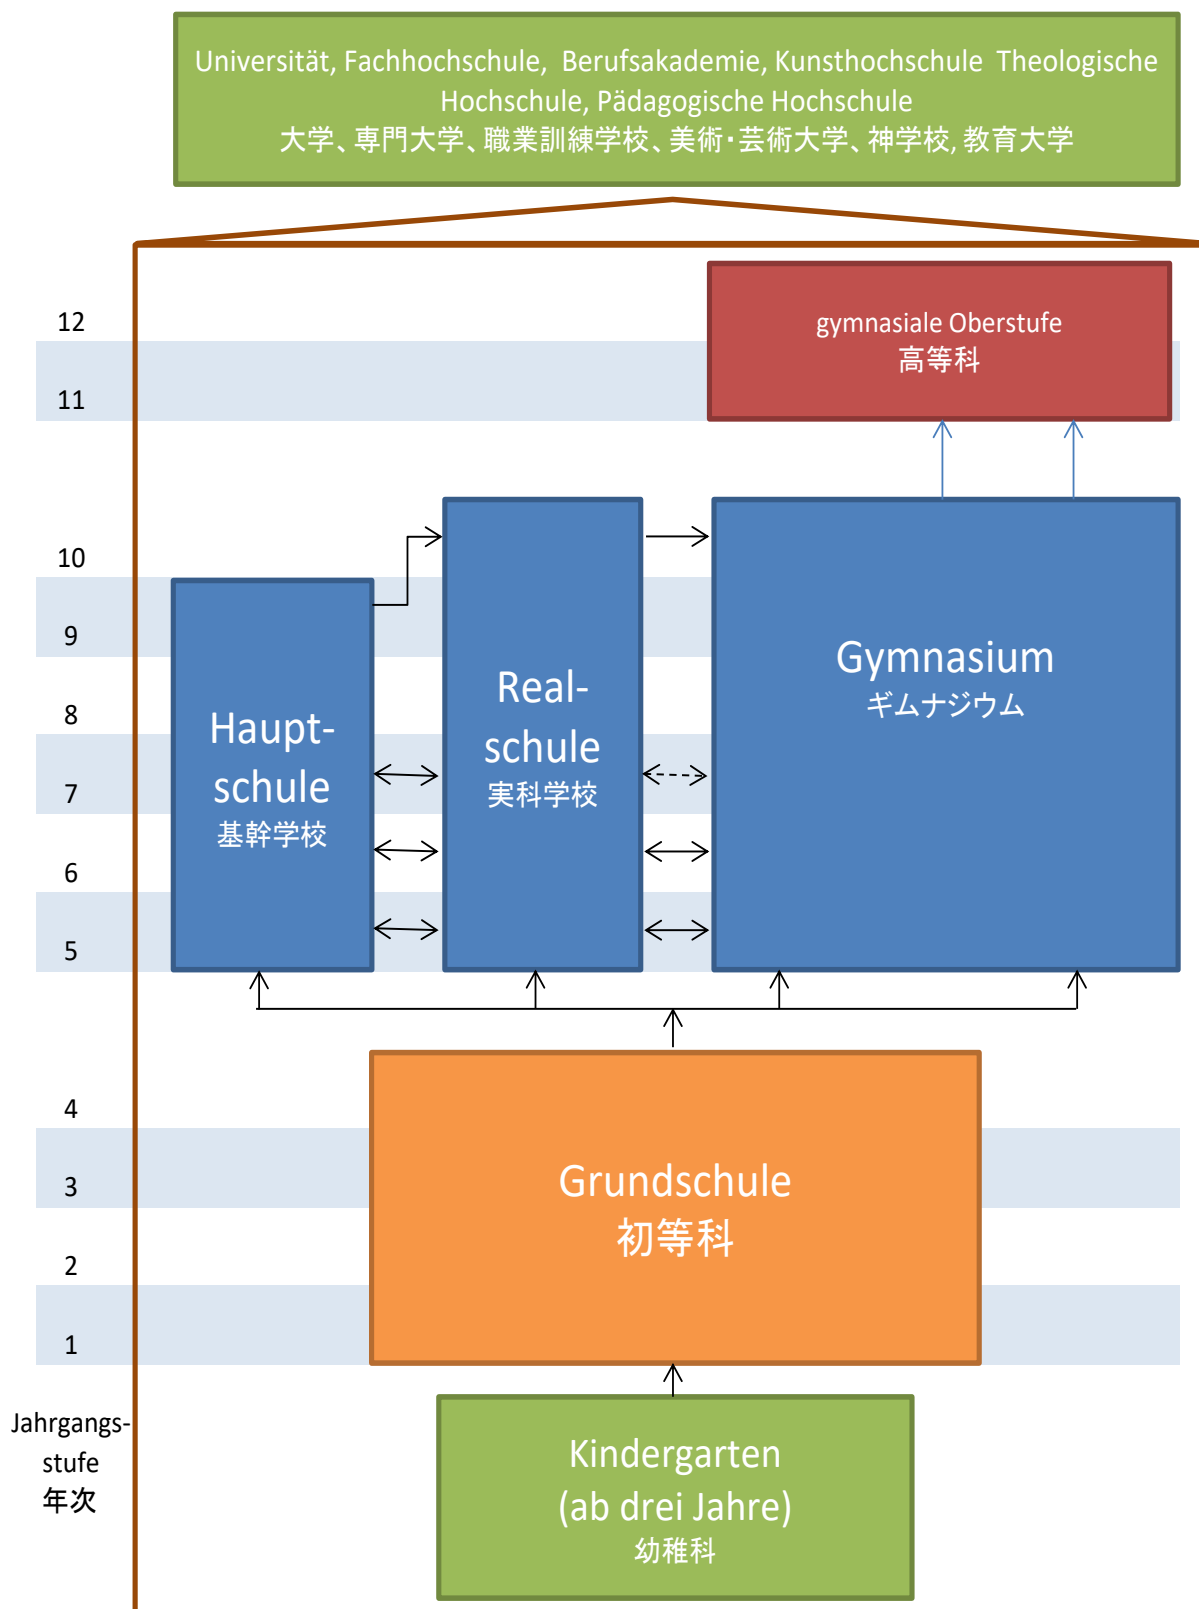 Universität, Fachhochschule, Berufsakademie, Kunsthochschule Theologische
Hochschule, Pädagogische Hochschule
大学、専門大学、職業訓練学校、美術・芸術大学、神学校, 教育大学
12
gymnasiale Oberstufe
高等科
11
10
9
Gymnasium
ギムナジウム
Real-
schule
実科学校
8
Haupt-
schule
基幹学校
7
6
5
4
3
Grundschule
初等科
2
1
Jahrgangs-
stufe
年次
Kindergarten
(ab drei Jahre)
幼稚科